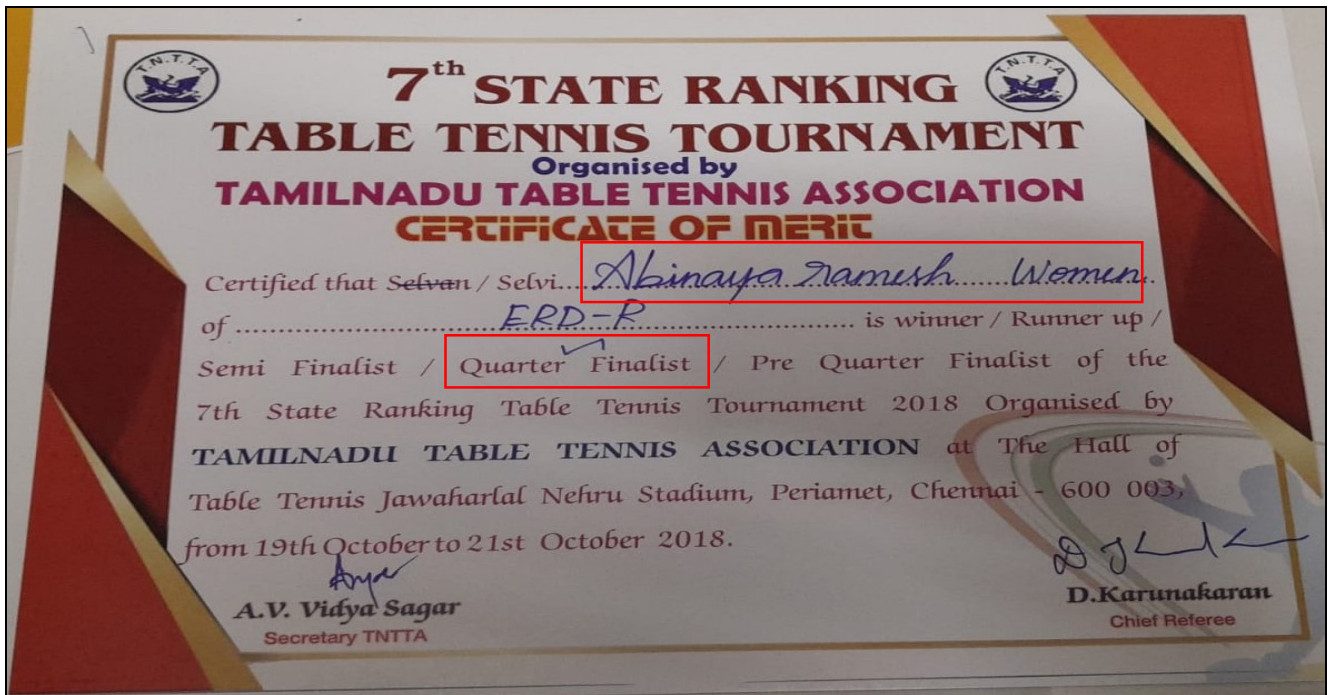 T.N.T.T.A
T.N.T.T.A
7th STATE RANKING
TABLE TENNIS TOURNAMENT
Organised by
TAMILNADU TABLE TENNIS ASSOCIATION
CERTIFICATE OF MERIT
Certified that Selvan / Selvi....Abinaya ramesh......Women..
of ................................ERD-R............................. is winner / Runner up /
Semi Finalist / Quarter Finalist / Pre Quarter Finalist of the
7th State Ranking Table Tennis Tournament 2018 Organised by
TAMILNADU TABLE TENNIS ASSOCIATION at The Hall of
Table Tennis Jawaharlal Nehru Stadium, Periamet, Chennai - 600 003,
from 19th October to 21st October 2018.
A.V. Vidya Sagar
Secretary TNTTA
D.Karunakaran
Chief Referee